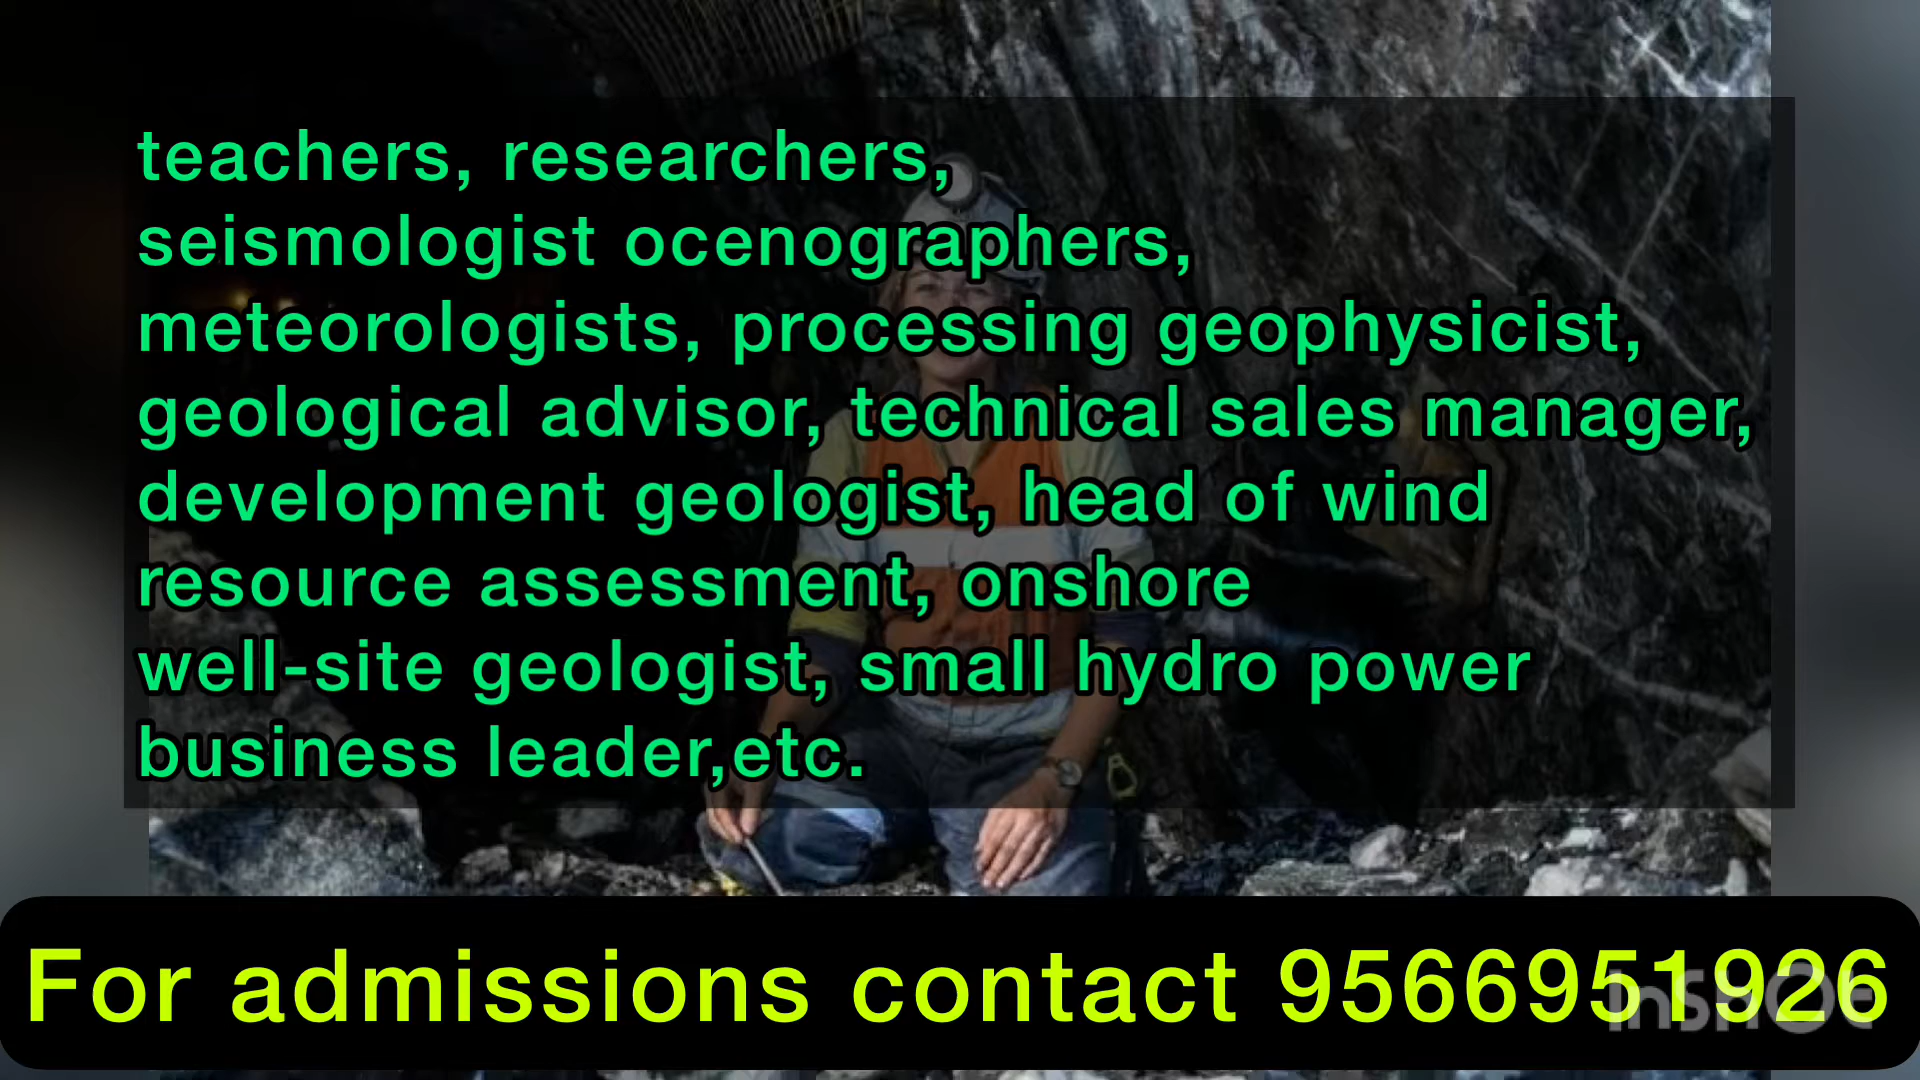 teachers, researchers,
seismologist ocenographers,
meteorologists, processing geophysicist,
geological advisor, technical sales manager,
development geologist, head of wind
resource assessment, onshore
well-site geologist, small hydro power
business leader,etc.
For admissions contact 9566951926
InSHOt